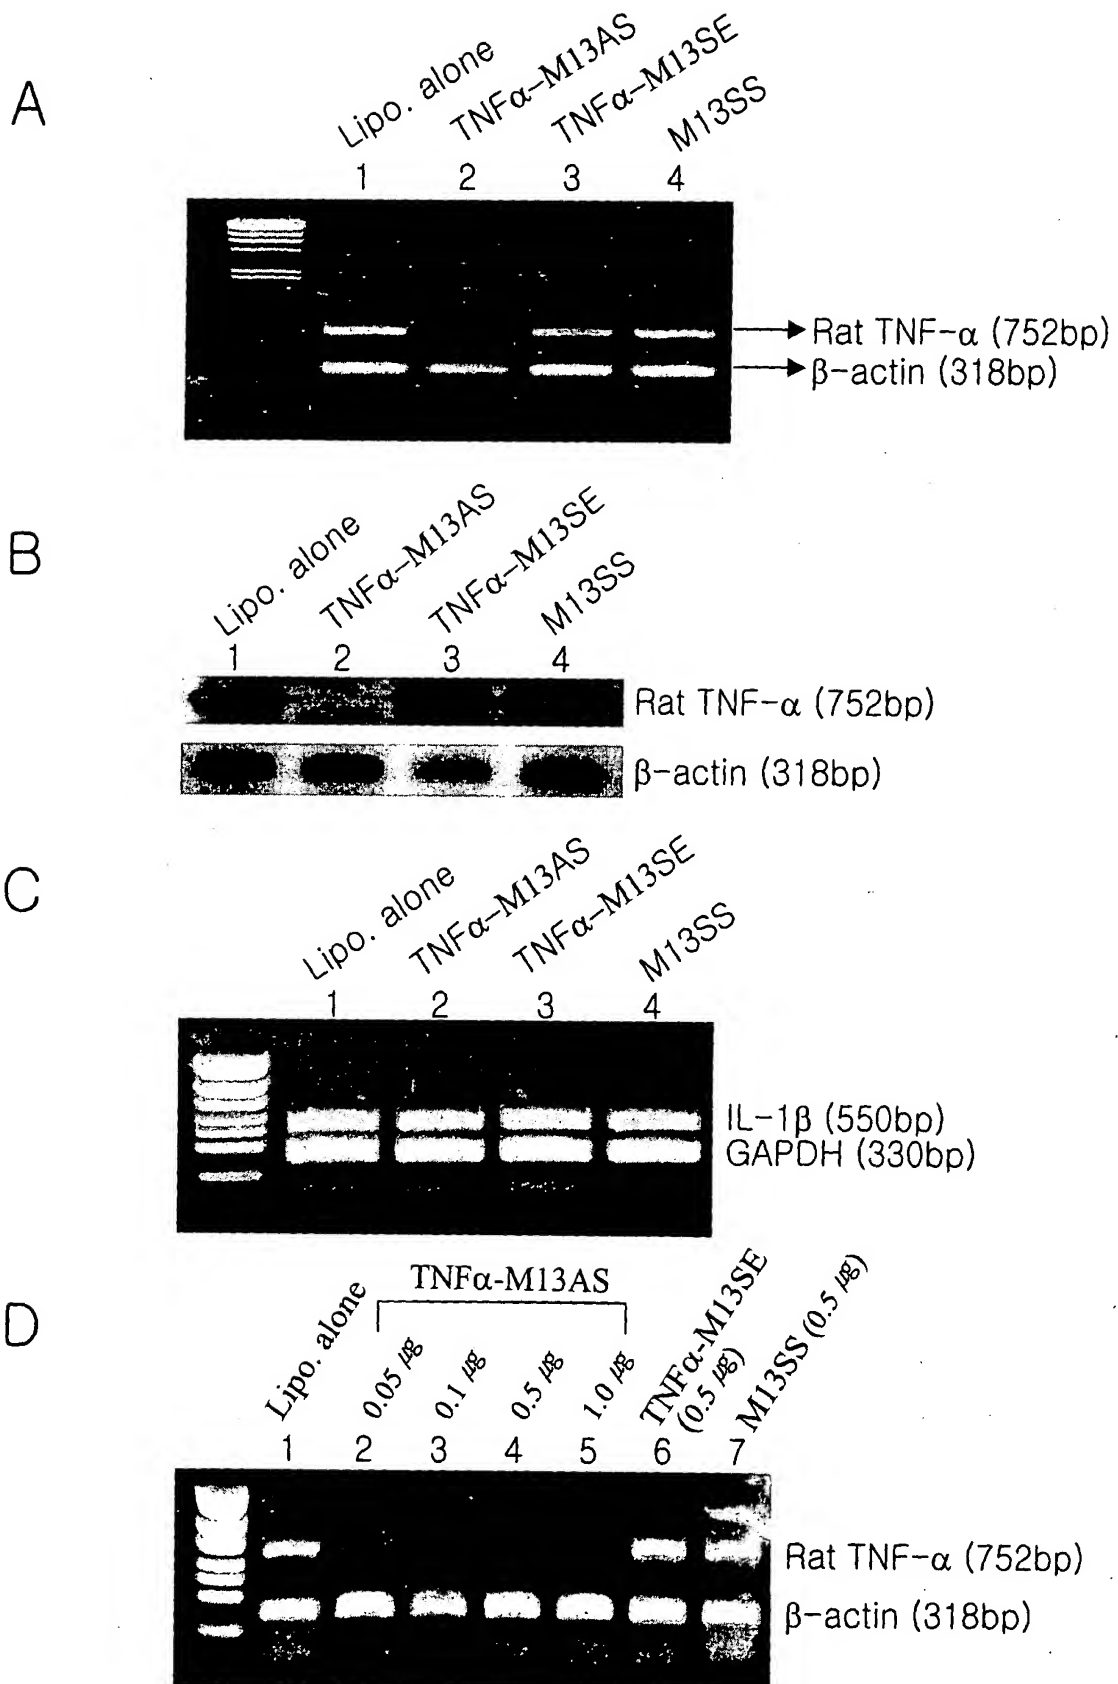 A
Lipo. alone
TNFα-M13AS
TNFα-M13SE
M13SS
1 2 3 4
Rat TNF-α (752bp)
β-actin (318bp)
B
Lipo. alone
TNFα-M13AS
TNFα-M13SE
M13SS
1 2 3 4
Rat TNF-α (752bp)
β-actin (318bp)
C
Lipo. alone
TNFα-M13AS
TNFα-M13SE
M13SS
1 2 3 4
IL-1β (550bp)
GAPDH (330bp)
D
TNFα-M13AS
Lipo. alone
0.05 ㎍
0.1 ㎍
0.5 ㎍
1.0 ㎍
TNFα-M13SE
(0.5 ㎍)
M13SS (0.5 ㎍)
1 2 3 4 5 6 7
Rat TNF-α (752bp)
β-actin (318bp)